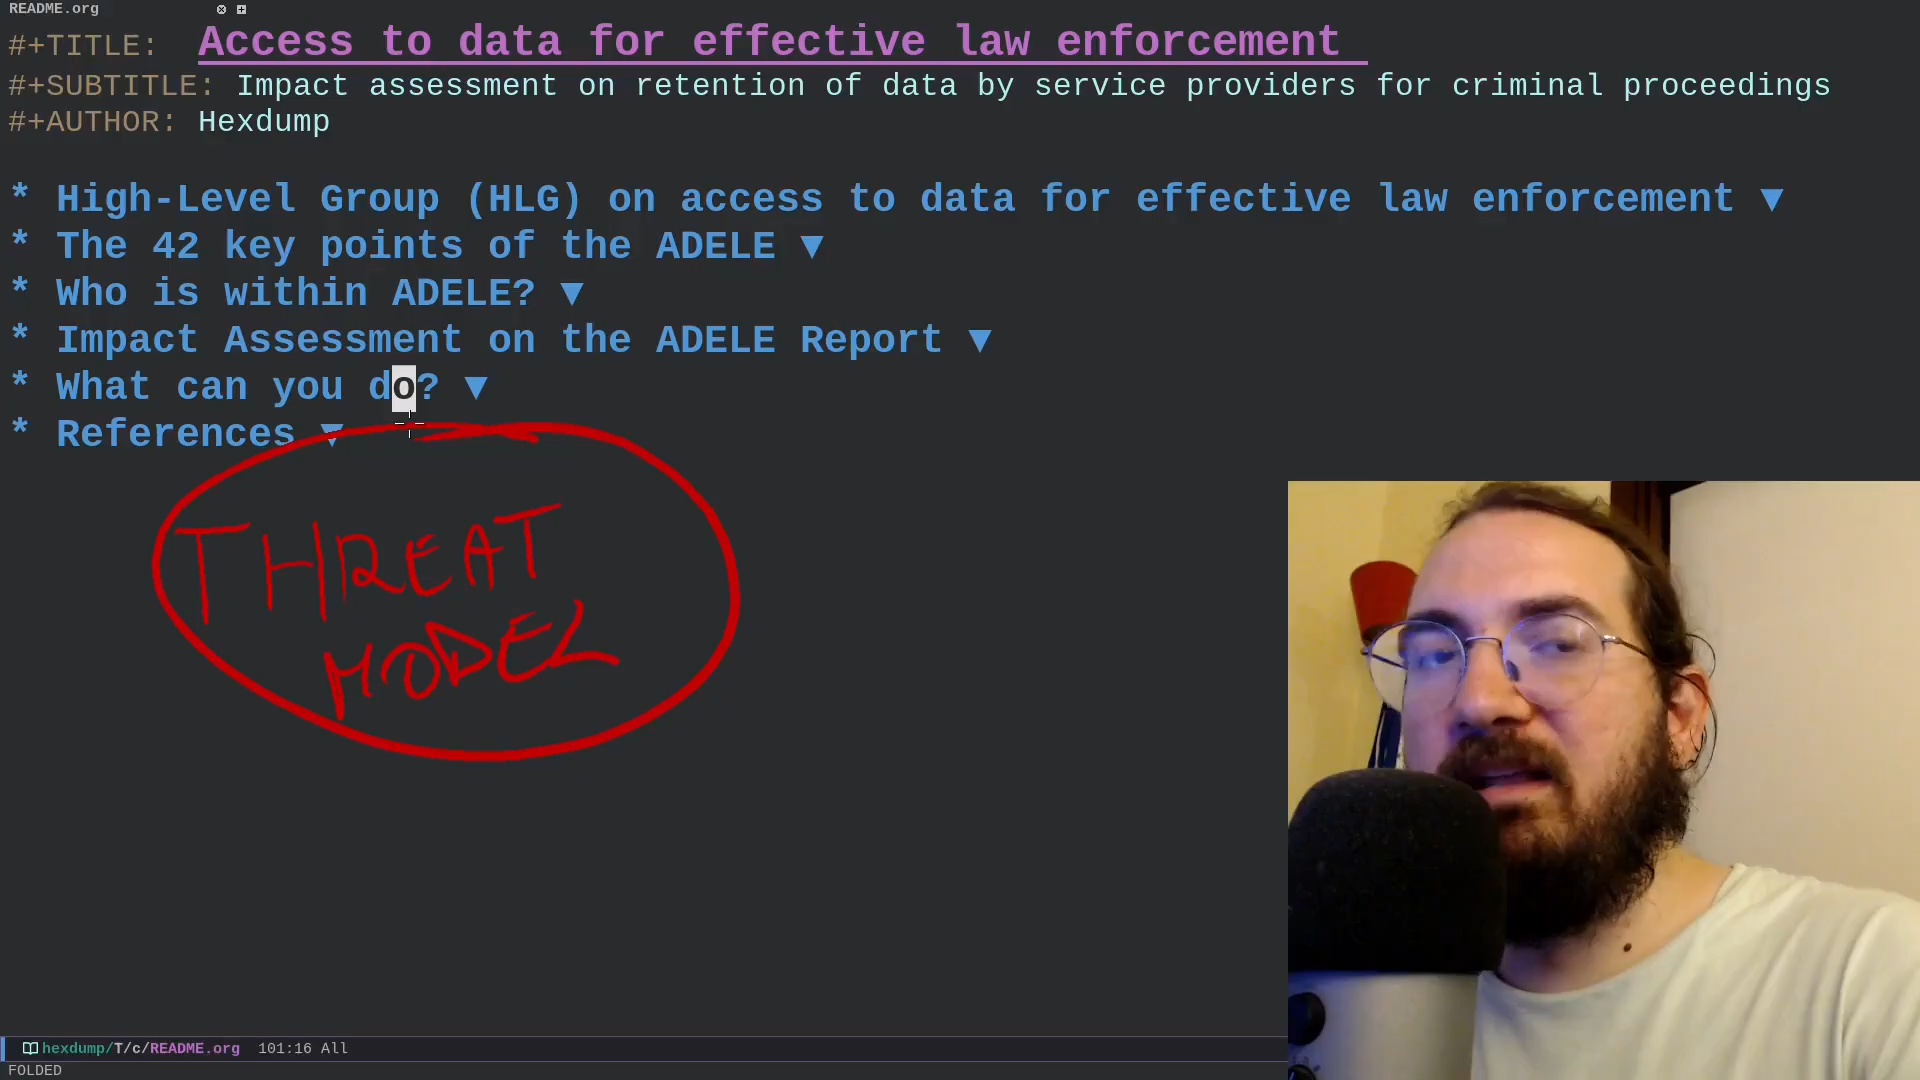 README.org
#+TITLE: Access to data for effective law enforcement
#+SUBTITLE: Impact assessment on retention of data by service providers for criminal proceedings
#+AUTHOR: Hexdump
* High-Level Group (HLG) on access to data for effective law enforcement ▼
* The 42 key points of the ADELE ▼
* Who is within ADELE? ▼
* Impact Assessment on the ADELE Report ▼
* What can you do? ▼
* References ▼
THREAT
MODEL
hexdump/T/c/README.org 101:16 All
FOLDED